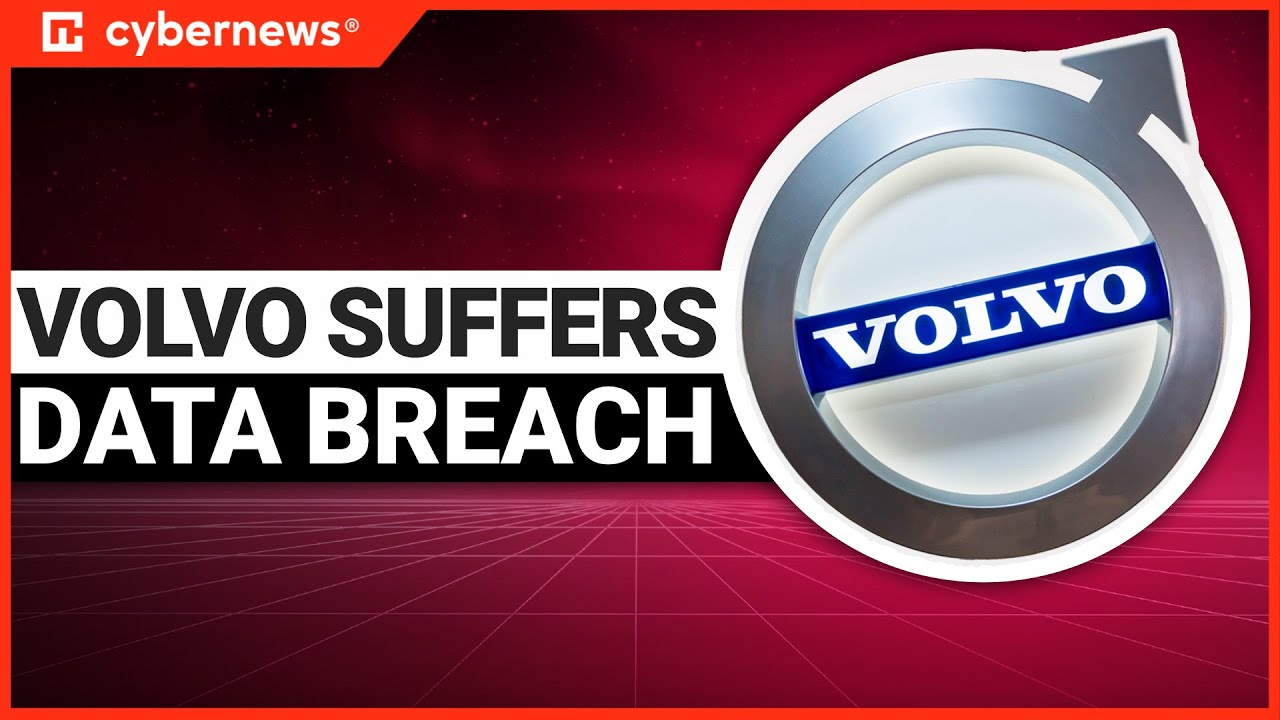 cybernews®
VOLVO SUFFERS
DATA BREACH
VOLVO